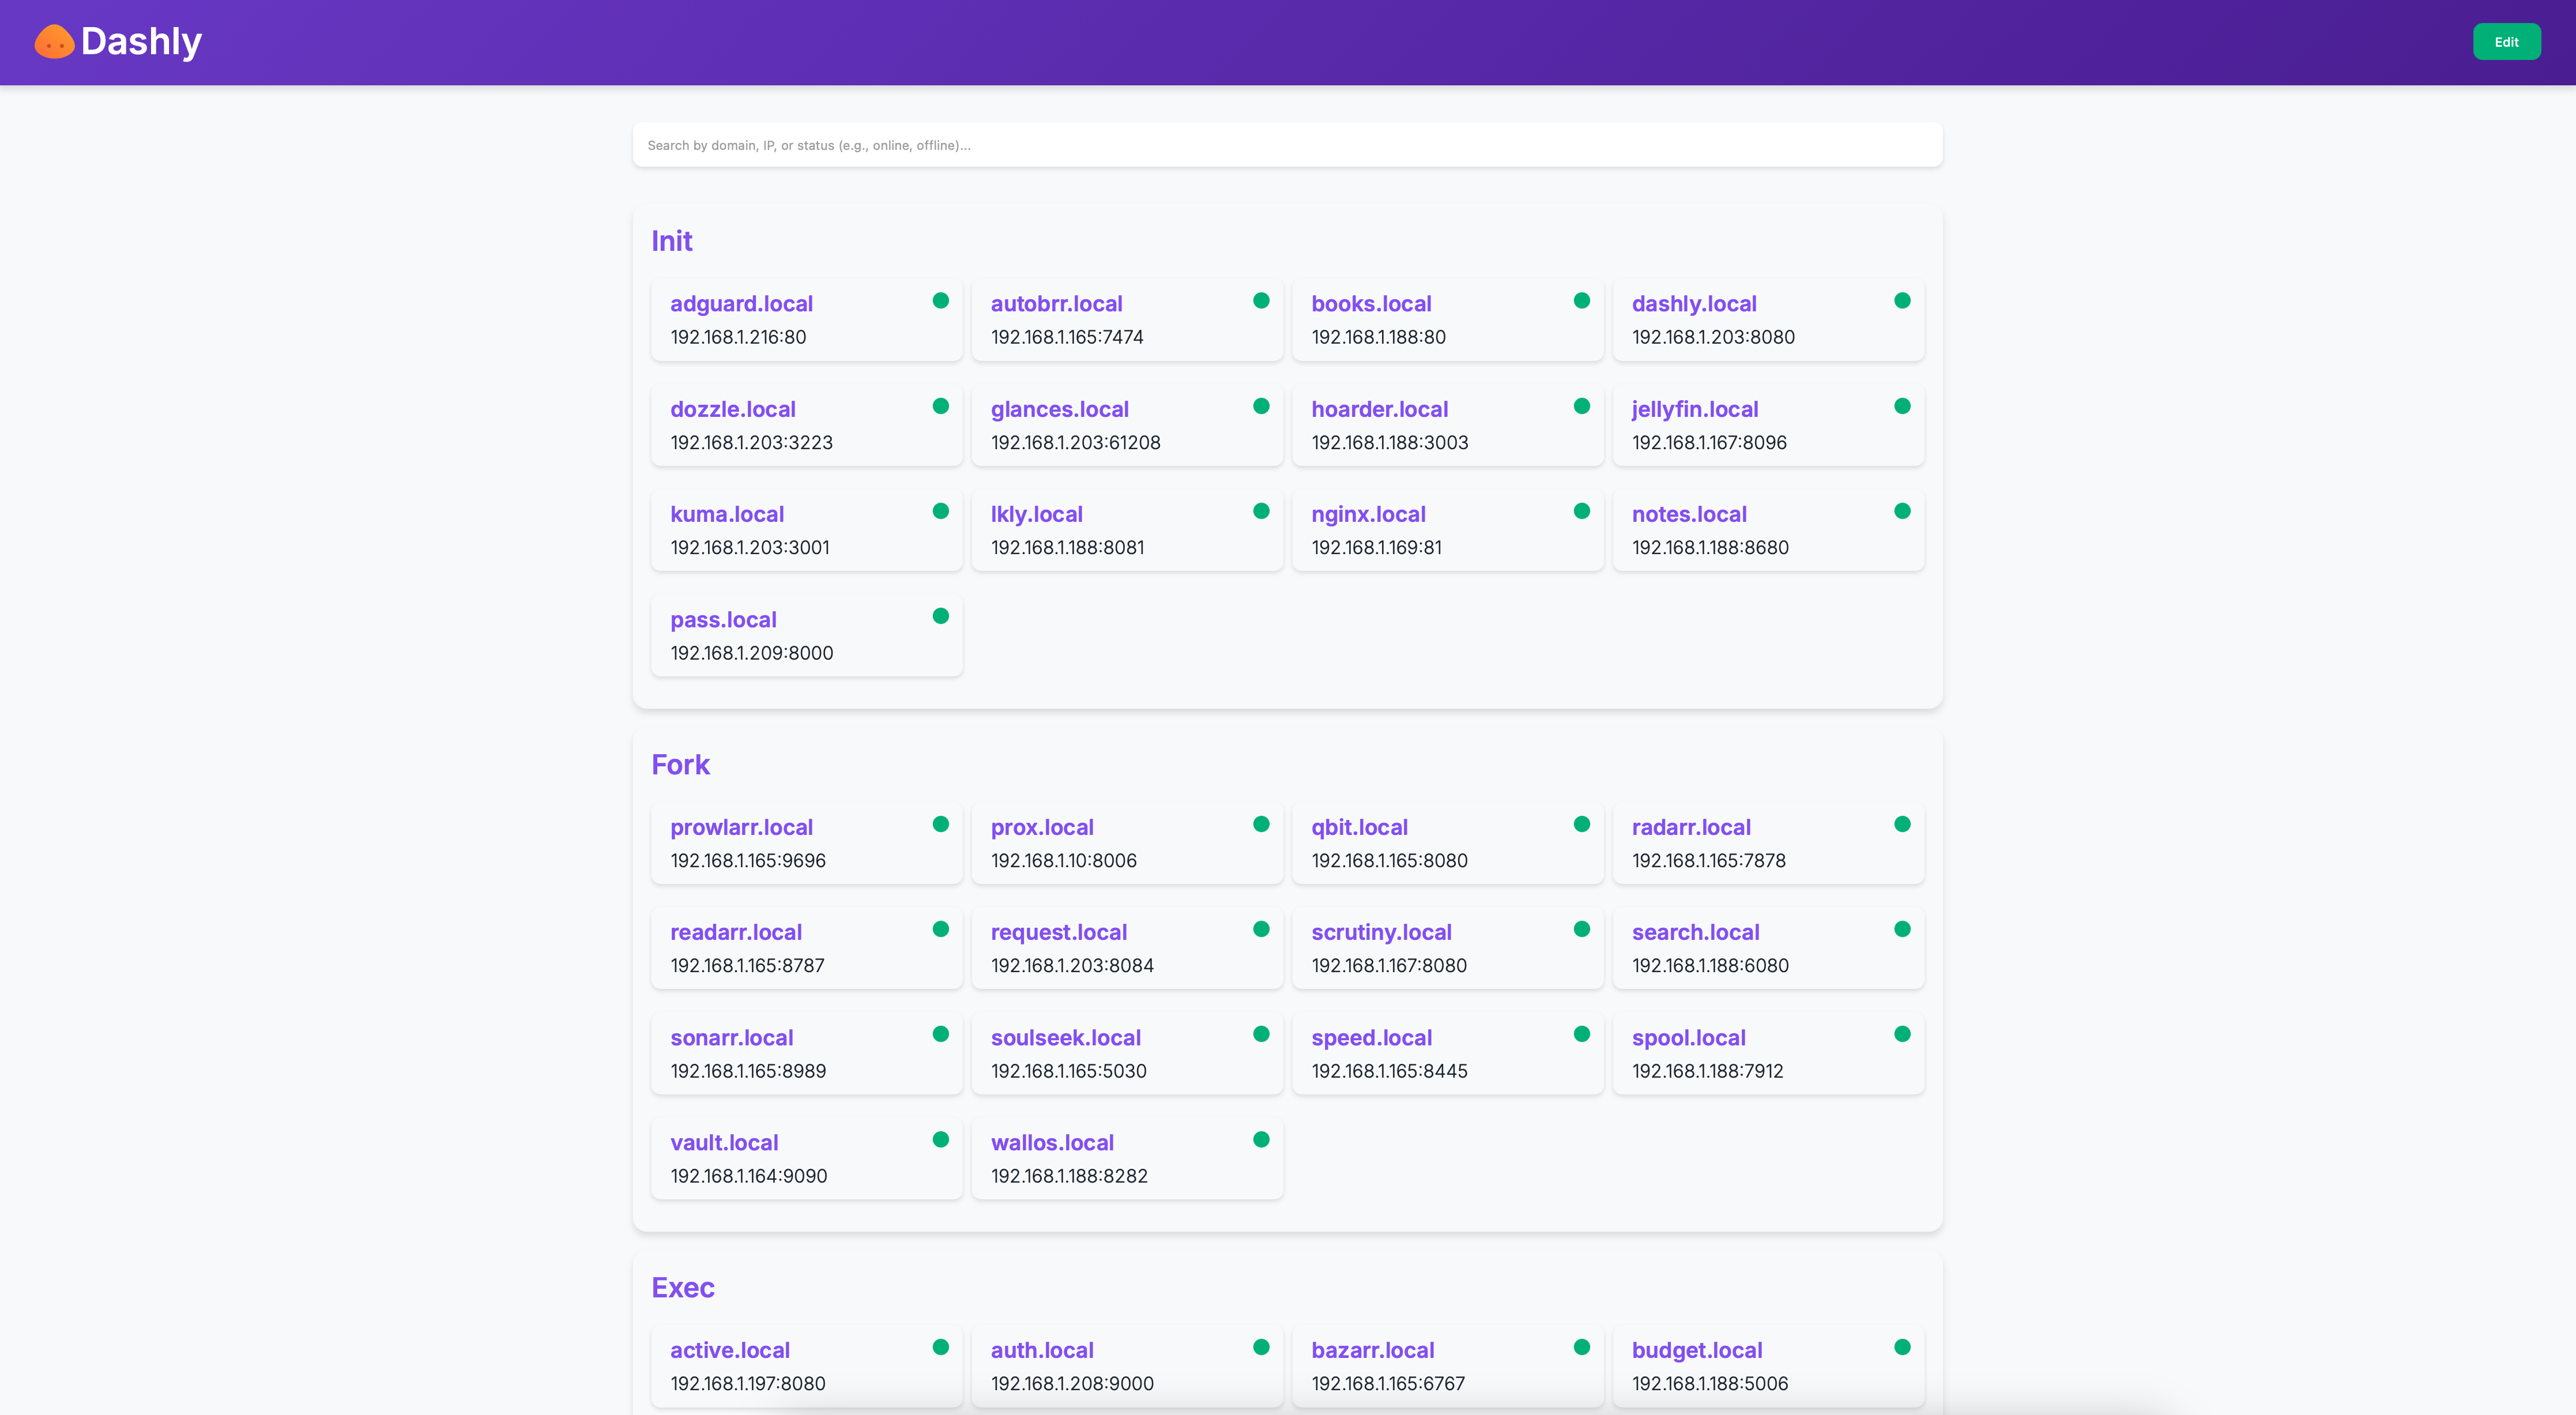 Dashly
Edit
Search by domain, IP, or status (e.g., online, offline)...
Init
adguard.local
192.168.1.216:80
autobrr.local
192.168.1.165:7474
books.local
192.168.1.188:80
dashly.local
192.168.1.203:8080
dozzle.local
192.168.1.203:3223
glances.local
192.168.1.203:61208
hoarder.local
192.168.1.188:3003
jellyfin.local
192.168.1.167:8096
kuma.local
192.168.1.203:3001
lkly.local
192.168.1.188:8081
nginx.local
192.168.1.169:81
notes.local
192.168.1.188:8680
pass.local
192.168.1.209:8000
Fork
prowlarr.local
192.168.1.165:9696
prox.local
192.168.1.10:8006
qbit.local
192.168.1.165:8080
radarr.local
192.168.1.165:7878
readarr.local
192.168.1.165:8787
request.local
192.168.1.203:8084
scrutiny.local
192.168.1.167:8080
search.local
192.168.1.188:6080
sonarr.local
192.168.1.165:8989
soulseek.local
192.168.1.165:5030
speed.local
192.168.1.165:8445
spool.local
192.168.1.188:7912
vault.local
192.168.1.164:9090
wallos.local
192.168.1.188:8282
Exec
active.local
192.168.1.197:8080
auth.local
192.168.1.208:9000
bazarr.local
192.168.1.165:6767
budget.local
192.168.1.188:5006